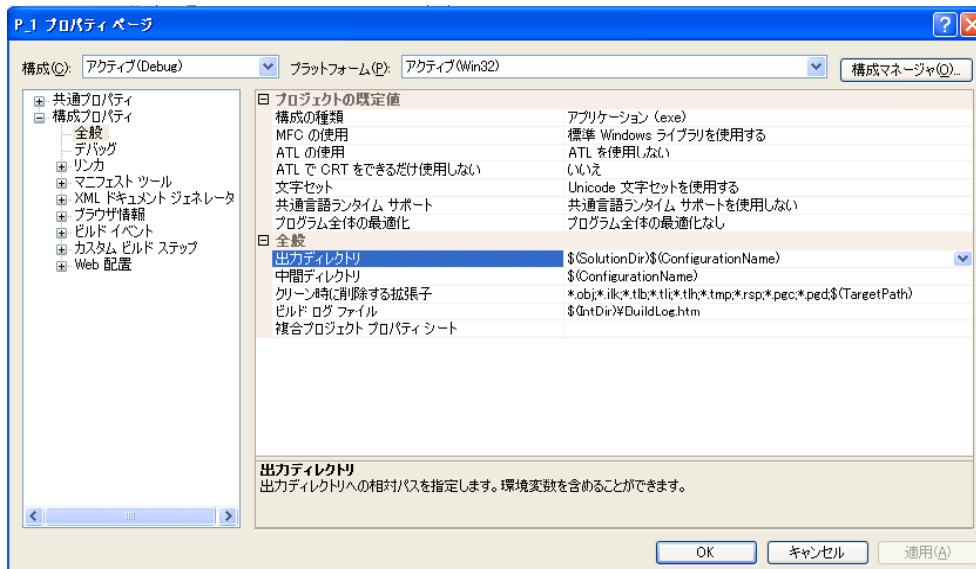 P_1 プロパティ ページ
構成(C): アクティブ(Debug) プラットフォーム(P): アクティブ(Win32) 構成マネージャ(O)...
共通プロパティ
構成プロパティ
全般
デバッグ
リンカ
マニフェスト ツール
XML ドキュメント ジェネレータ
ブラウザ情報
ビルド イベント
カスタム ビルド ステップ
Web 配置
プロジェクトの既定値
構成の種類 アプリケーション (exe)
MFC の使用 標準 Windows ライブラリを使用する
ATL の使用 ATL を使用しない
ATL で CRT をできるだけ使用しない いいえ
文字セット Unicode 文字セットを使用する
共通言語ランタイム サポート 共通言語ランタイム サポートを使用しない
プログラム全体の最適化 プログラム全体の最適化なし
全般
出力ディレクトリ $(SolutionDir)$(ConfigurationName)
中間ディレクトリ $(ConfigurationName)
クリーン時に削除する拡張子 *.obj;*.ilk;*.tlb;*.tli;*.tlh;*.tmp;*.rsp;*.pgc;*.pgd;$(TargetPath)
ビルド ログ ファイル $(IntDir)¥BuildLog.htm
複合プロジェクト プロパティ シート
出力ディレクトリ
出力ディレクトリへの相対パスを指定します。環境変数を含めることができます。
OK キャンセル 適用(A)